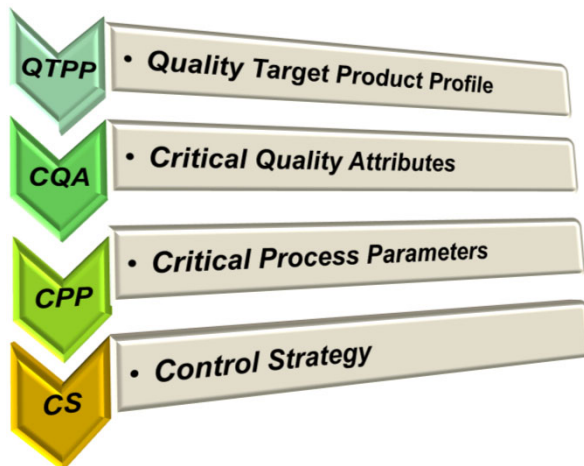 QTPP
• Quality Target Product Profile
CQA
• Critical Quality Attributes
CPP
• Critical Process Parameters
CS
• Control Strategy